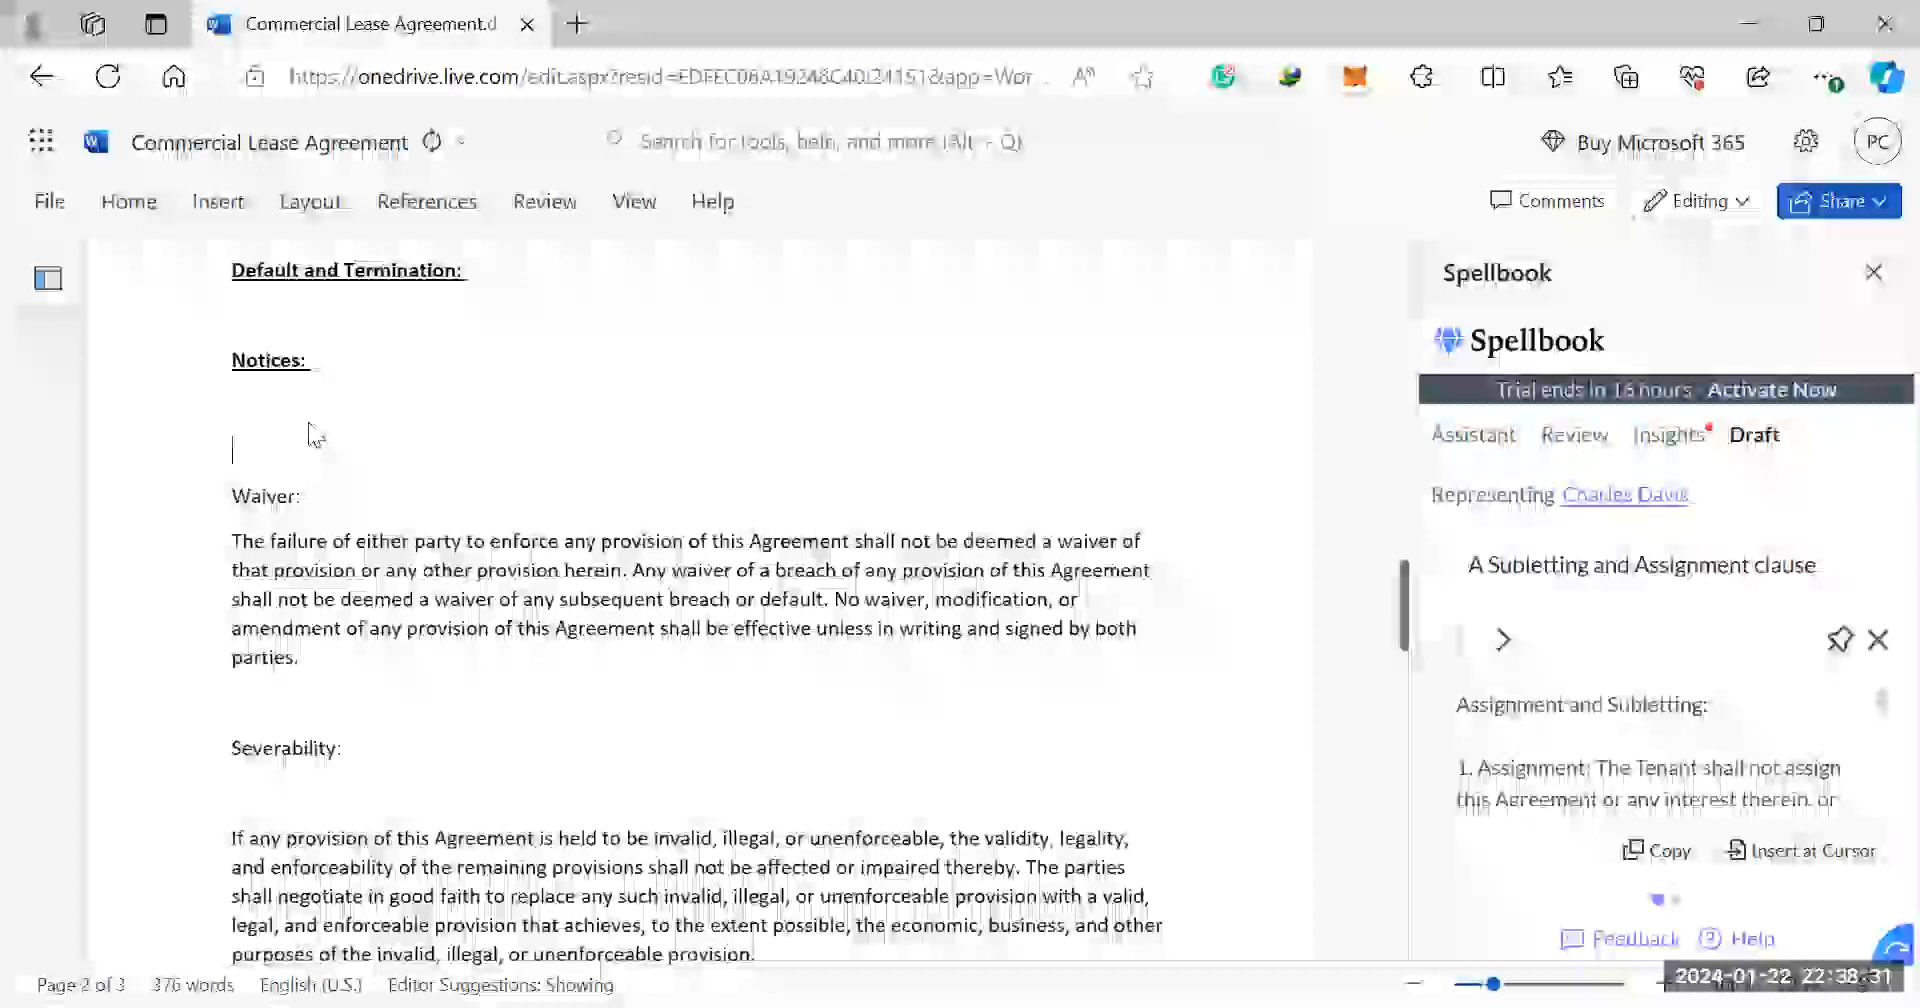 Commercial Lease Agreement.d
Commercial Lease Agreement
Search for tools, help, and more (Alt + Q)
Buy Microsoft 365
PC
File Home Insert Layout References Review View Help
Comments Editing Share
Default and Termination:
Notices:
Waiver:
The failure of either party to enforce any provision of this Agreement shall not be deemed a waiver of
that provision or any other provision herein. Any waiver of a breach of any provision of this Agreement
shall not be deemed a waiver of any subsequent breach or default. No waiver, modification, or
amendment of any provision of this Agreement shall be effective unless in writing and signed by both
parties.
Severability:
If any provision of this Agreement is held to be invalid, illegal, or unenforceable, the validity, legality,
and enforceability of the remaining provisions shall not be affected or impaired thereby. The parties
shall negotiate in good faith to replace any such invalid, illegal, or unenforceable provision with a valid,
legal, and enforceable provision that achieves, to the extent possible, the economic, business, and other
purposes of the invalid, illegal, or unenforceable provision.
Spellbook
Spellbook
Trial ends in 16 hours Activate Now
Assistant Review Insights Draft
Representing Charles Davis
A Subletting and Assignment clause
Assignment and Subletting:
1. Assignment: The Tenant shall not assign
this Agreement or any interest therein, or
Copy Insert at Cursor
Feedback Help
Page 2 of 3 376 words English (U.S.) Editor Suggestions: Showing
2024-01-22, 22:38:31